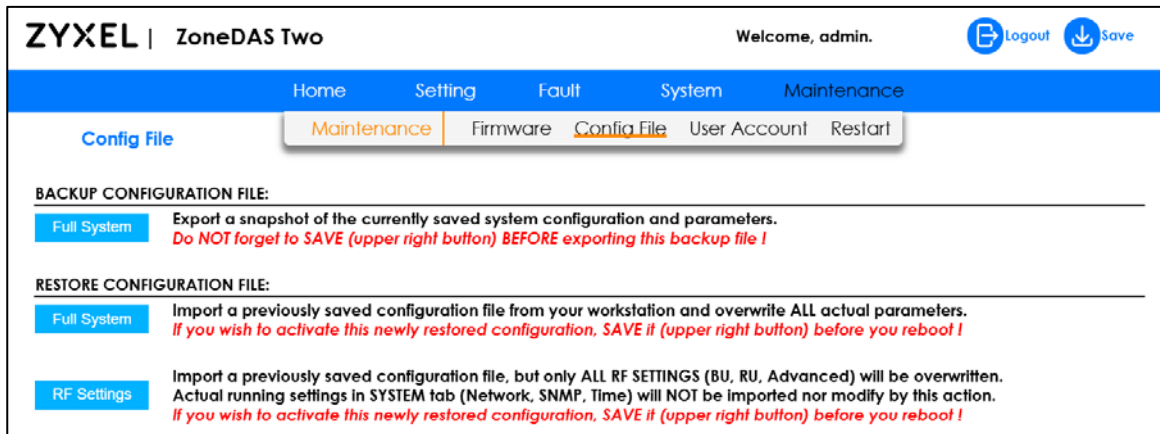 ZYXEL | ZoneDAS Two Welcome, admin. Logout Save
Home Setting Fault System Maintenance
Maintenance Firmware Config File User Account Restart
Config File
BACKUP CONFIGURATION FILE:
Full System
Export a snapshot of the currently saved system configuration and parameters.
Do NOT forget to SAVE (upper right button) BEFORE exporting this backup file !
RESTORE CONFIGURATION FILE:
Full System
Import a previously saved configuration file from your workstation and overwrite ALL actual parameters.
If you wish to activate this newly restored configuration, SAVE it (upper right button) before you reboot !
RF Settings
Import a previously saved configuration file, but only ALL RF SETTINGS (BU, RU, Advanced) will be overwritten.
Actual running settings in SYSTEM tab (Network, SNMP, Time) will NOT be imported nor modify by this action.
If you wish to activate this newly restored configuration, SAVE it (upper right button) before you reboot !